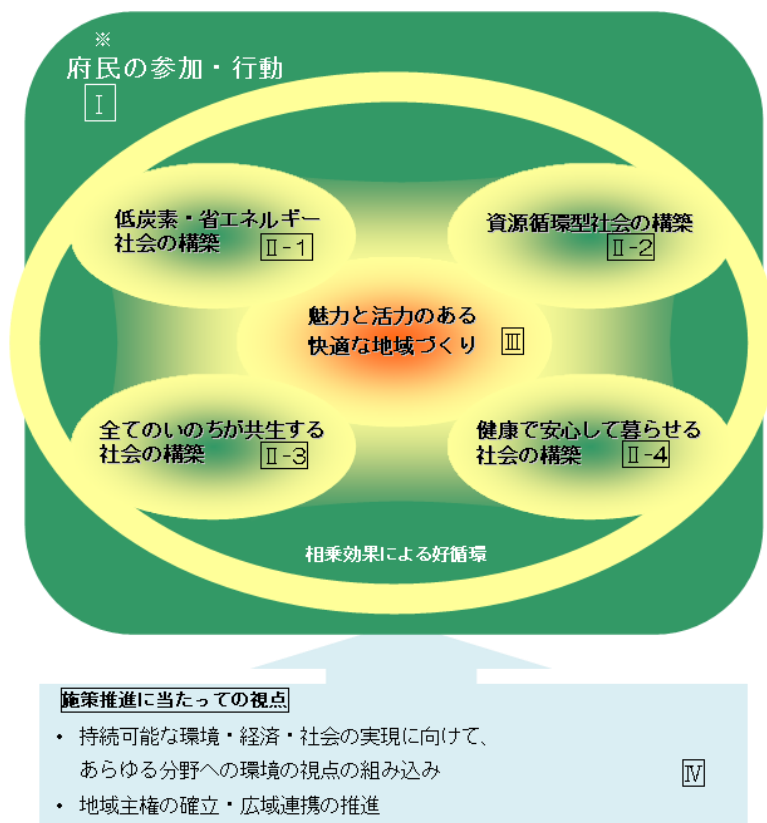 ※
府民の参加・行動
Ⅰ
低炭素・省エネルギー
社会の構築 Ⅱ-1
資源循環型社会の構築
Ⅱ-2
魅力と活力のある
快適な地域づくり Ⅲ
全てのいのちが共生する
社会の構築 Ⅱ-3
健康で安心して暮らせる
社会の構築 Ⅱ-4
相乗効果による好循環
施策推進に当たっての視点
・ 持続可能な環境・経済・社会の実現に向けて、
あらゆる分野への環境の視点の組み込み Ⅳ
・ 地域主権の確立・広域連携の推進